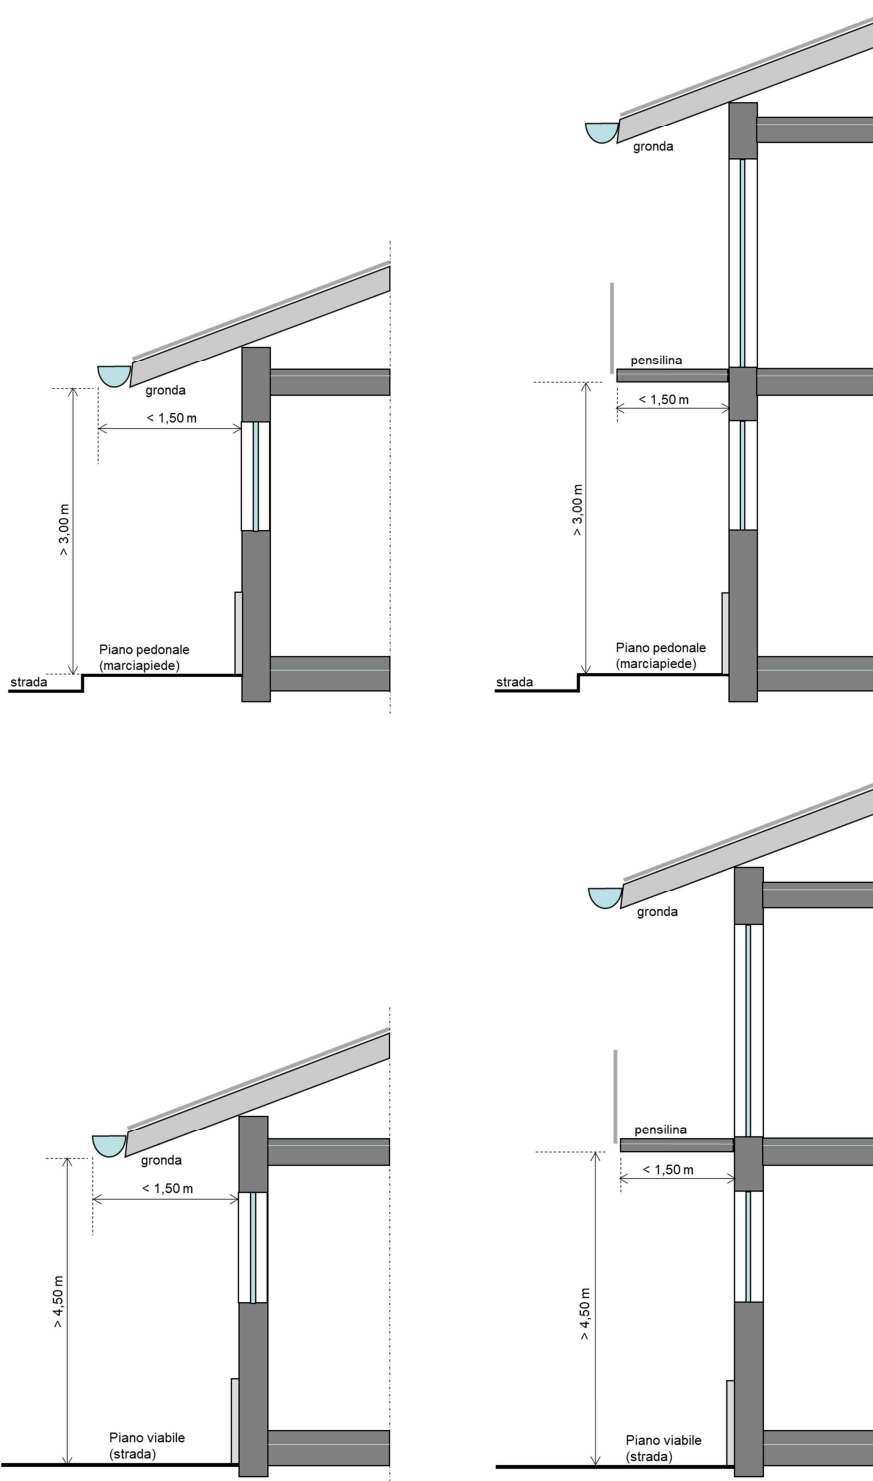 gronda
< 1,50 m
> 3,00 m
Piano pedonale
(marciapiede)
strada
gronda
pensilina
< 1,50 m
> 3,00 m
Piano pedonale
(marciapiede)
strada
gronda
< 1,50 m
> 4,50 m
Piano viabile
(strada)
gronda
pensilina
< 1,50 m
> 4,50 m
Piano viabile
(strada)